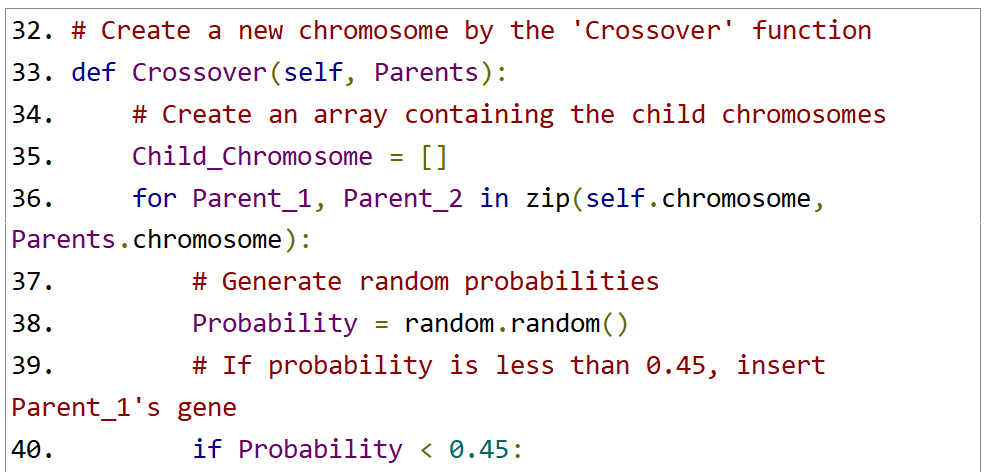 32. # Create a new chromosome by the 'Crossover' function
33. def Crossover(self, Parents):
34.     # Create an array containing the child chromosomes
35.     Child_Chromosome = []
36.     for Parent_1, Parent_2 in zip(self.chromosome,
Parents.chromosome):
37.         # Generate random probabilities
38.         Probability = random.random()
39.         # If probability is less than 0.45, insert
Parent_1's gene
40.         if Probability < 0.45: